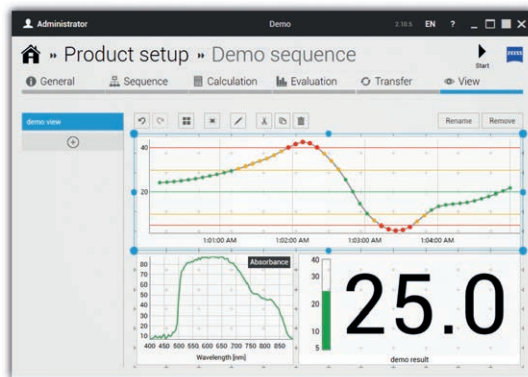 Administrator Demo 2.10.5 EN ? 
» Product setup » Demo sequence Start ZEISS
General Sequence Calculation Evaluation Transfer View
demo view Rename Remove
40
20
1:01:00 AM 1:02:00 AM 1:03:00 AM 1:04:00 AM
Absorbance
80
70
60
50
40
30
20
10
400 450 500 550 600 650 700 750 800 850
Wavelength [nm]
40
30
20
10
5
25.0
demo result